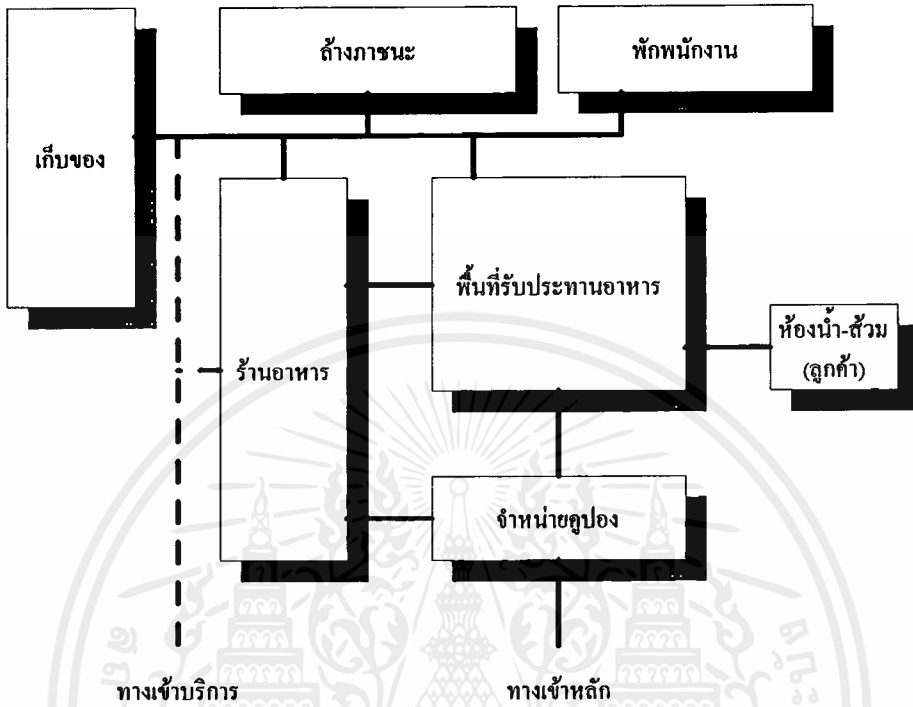 ล้างภาชนะ
พักพนักงาน
เก็บของ
พื้นที่รับประทานอาหาร
ห้องน้ำ-ส้วม
(ลูกค้า)
ร้านอาหาร
จำหน่ายคูปอง
ทางเข้าบริการ
ทางเข้าหลัก